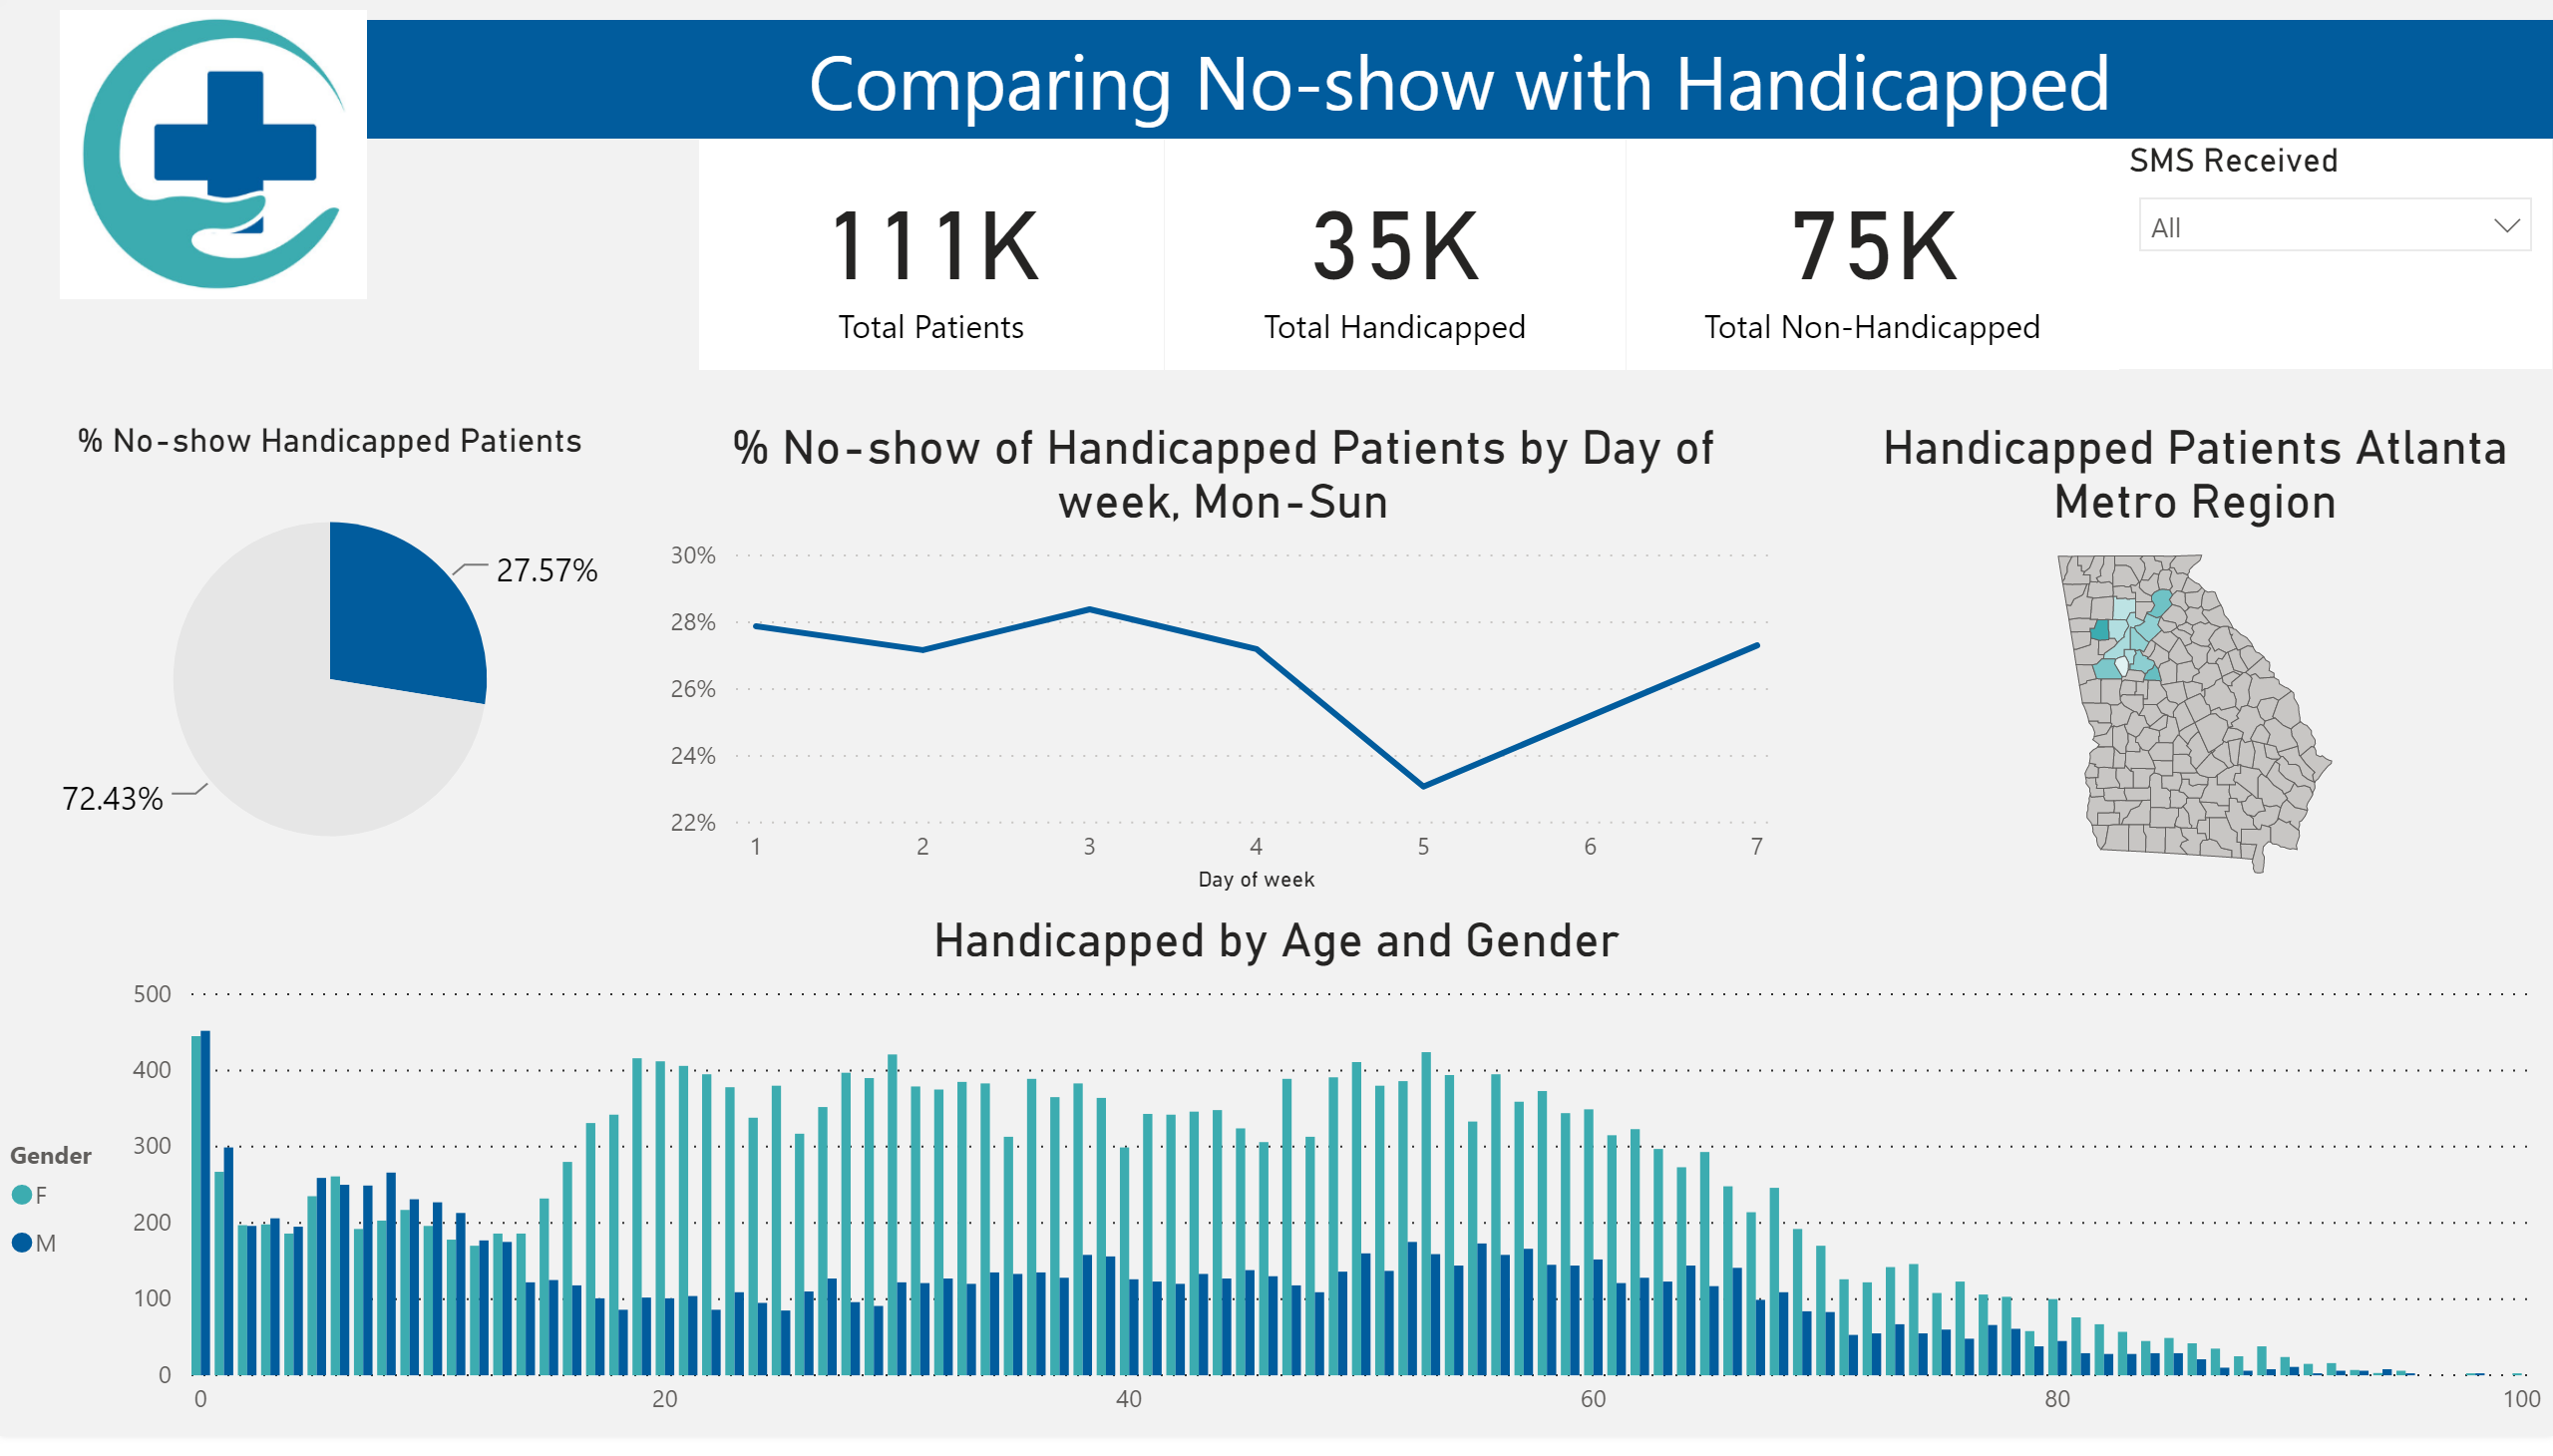 Comparing No-show with Handicapped
111K
Total Patients
35K
Total Handicapped
75K
Total Non-Handicapped
SMS Received
All
% No-show Handicapped Patients
27.57%
72.43%
% No-show of Handicapped Patients by Day of
week, Mon-Sun
30%
28%
26%
24%
22%
1 2 3 4 5 6 7
Day of week
Handicapped Patients Atlanta
Metro Region
Handicapped by Age and Gender
Gender
F
M
500
400
300
200
100
0
0 20 40 60 80 100